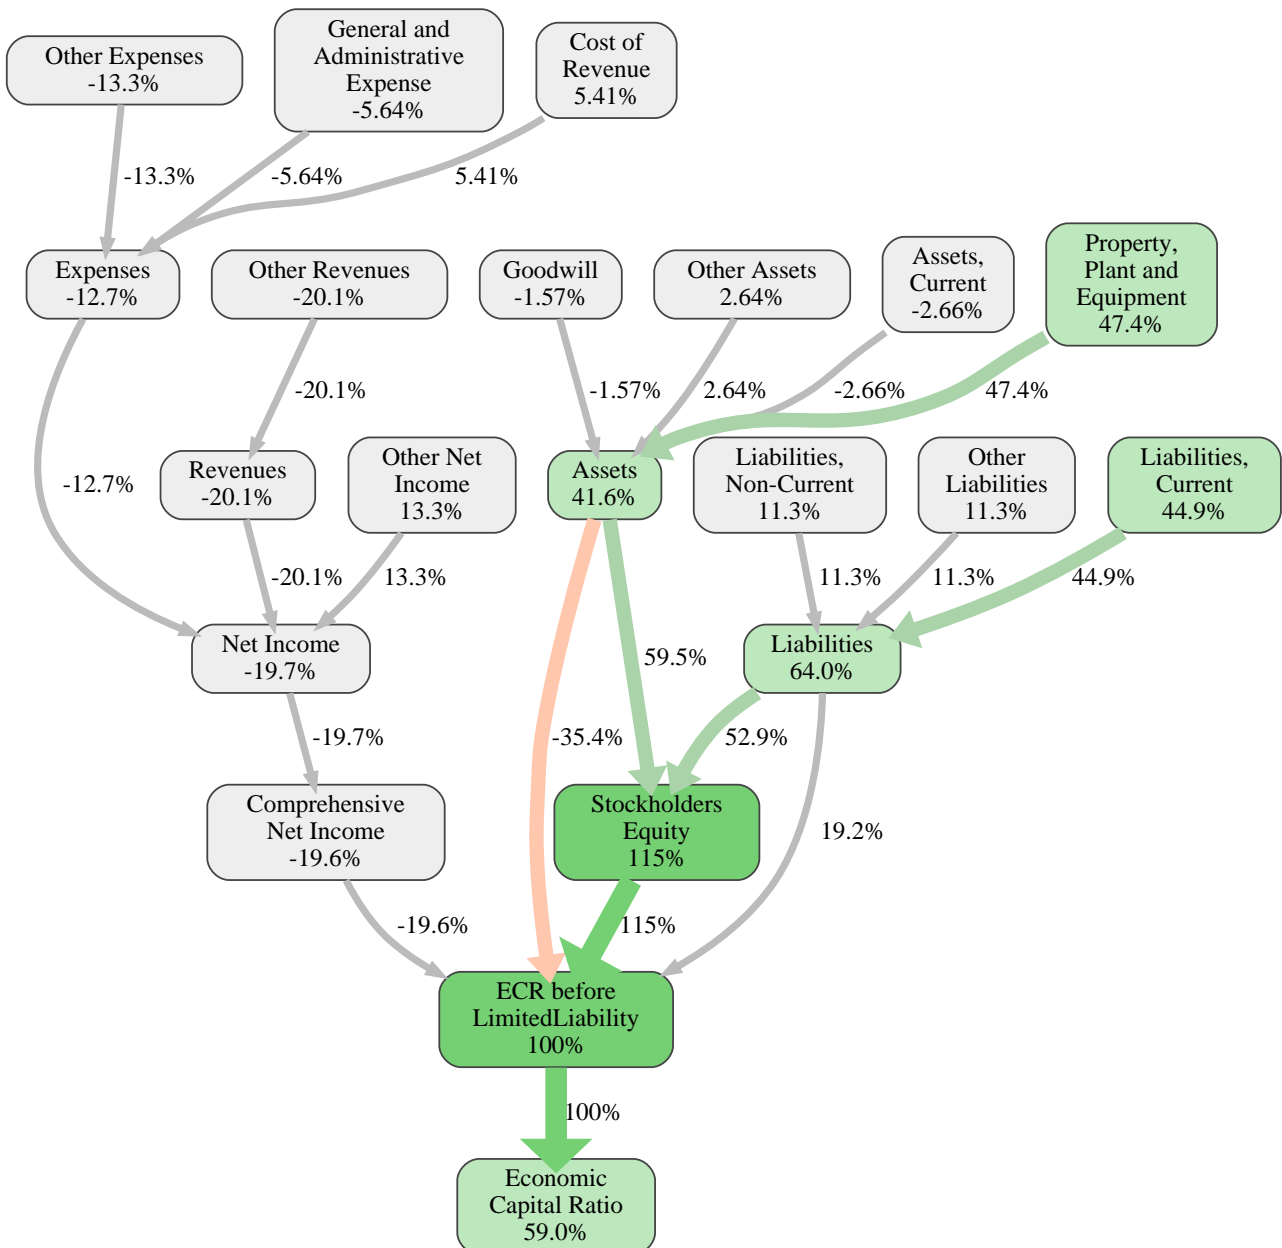 Other Expenses
-13.3%
General and
Administrative
Expense
-5.64%
Cost of
Revenue
5.41%
-13.3%
-5.64%
5.41%
Expenses
-12.7%
Other Revenues
-20.1%
Goodwill
-1.57%
Other Assets
2.64%
Assets,
Current
-2.66%
Property,
Plant and
Equipment
47.4%
-20.1%
-1.57%
2.64%
-2.66%
47.4%
-12.7%
Revenues
-20.1%
Other Net
Income
13.3%
Assets
41.6%
Liabilities,
Non-Current
11.3%
Other
Liabilities
11.3%
Liabilities,
Current
44.9%
-20.1%
13.3%
11.3%
11.3%
44.9%
Net Income
-19.7%
59.5%
Liabilities
64.0%
-19.7%
-35.4%
52.9%
Comprehensive
Net Income
-19.6%
Stockholders
Equity
115%
19.2%
-19.6%
115%
ECR before
LimitedLiability
100%
100%
Economic
Capital Ratio
59.0%